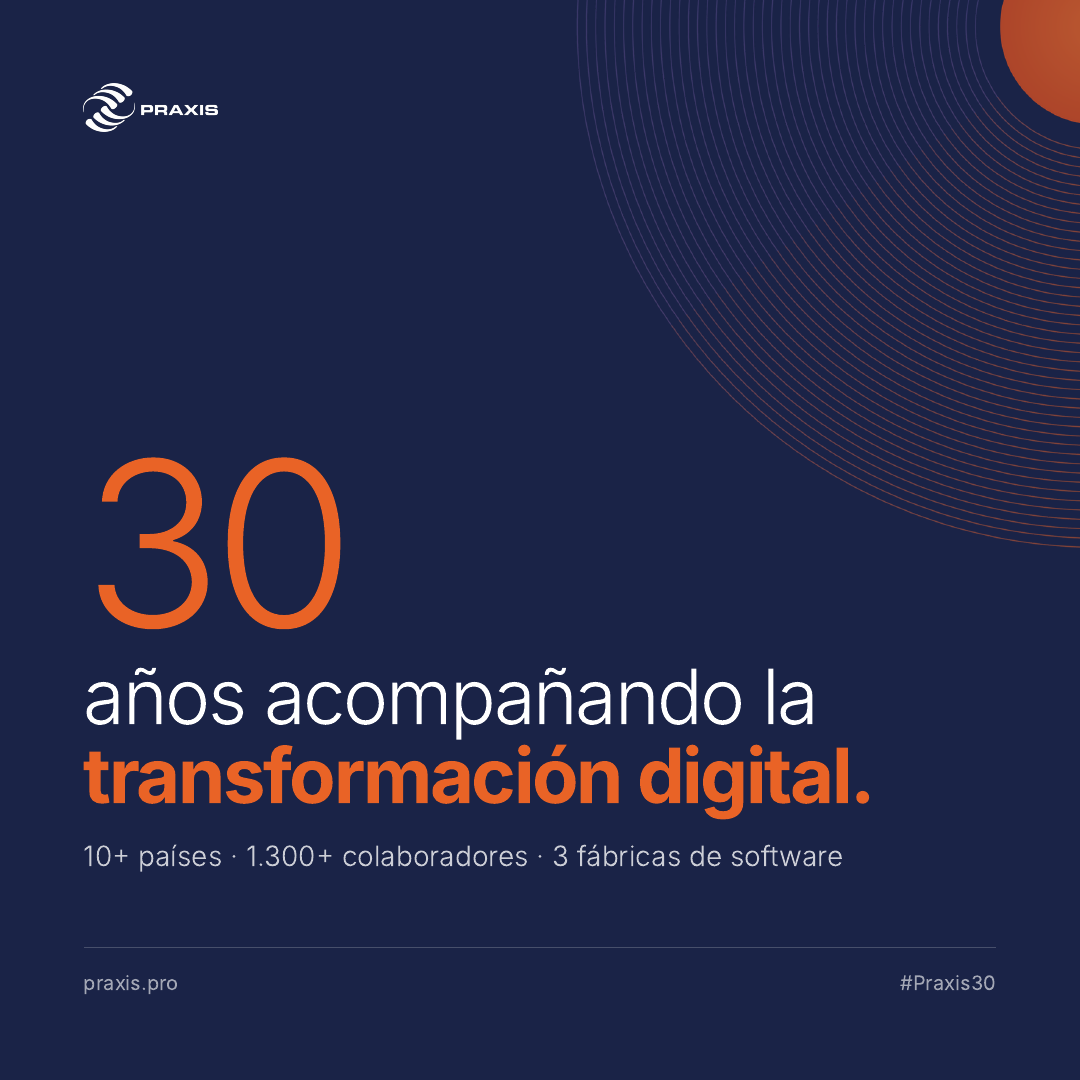 PRAXIS
30
años acompañando la
transformación digital.
10+ países · 1.300+ colaboradores · 3 fábricas de software
praxis.pro
#Praxis30